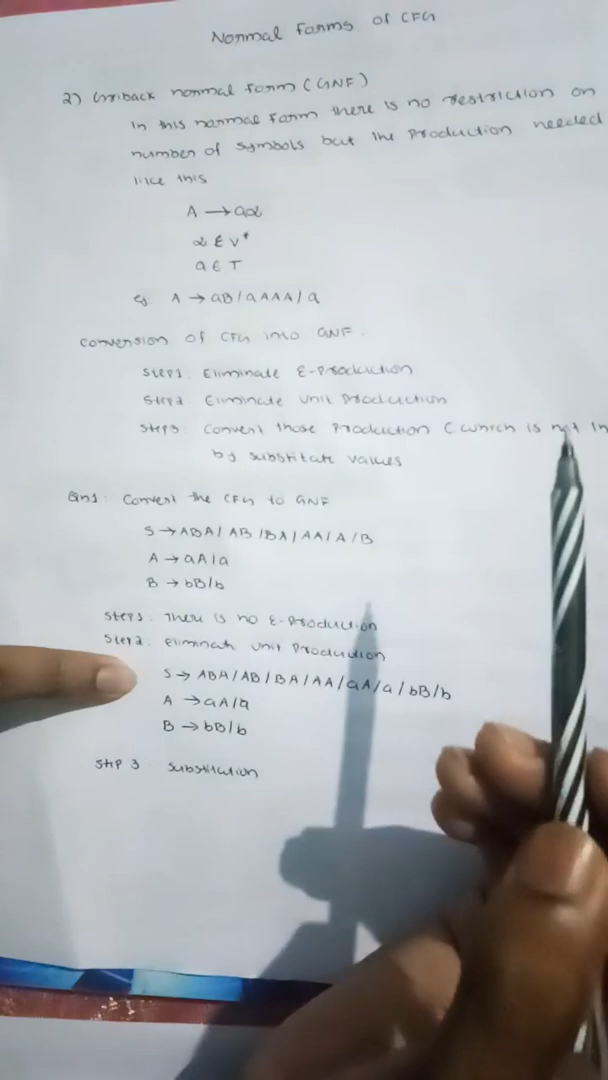 Normal Forms of CFG
2) Griback normal form (GNF)
In this normal form there is no restriction on
number of symbols but the production needed
like this
A → aα
α ∈ V*
a ∈ T
eg A → aB/aAAA/a
Conversion of CFG into GNF.
Step1. Eliminate ε-production
Step2 Eliminate unit production
Step3 Convert those production (which is not in
by substitute values
Qn1. Convert the CFG to GNF
S → ABA/AB/BA/AA/A/B
A → aA/a
B → bB/b
Step1. There is no ε-production
Step2. Eliminate unit production
S → ABA/AB/BA/AA/aA/a/bB/b
A → aA/a
B → bB/b
Step 3 Substitution